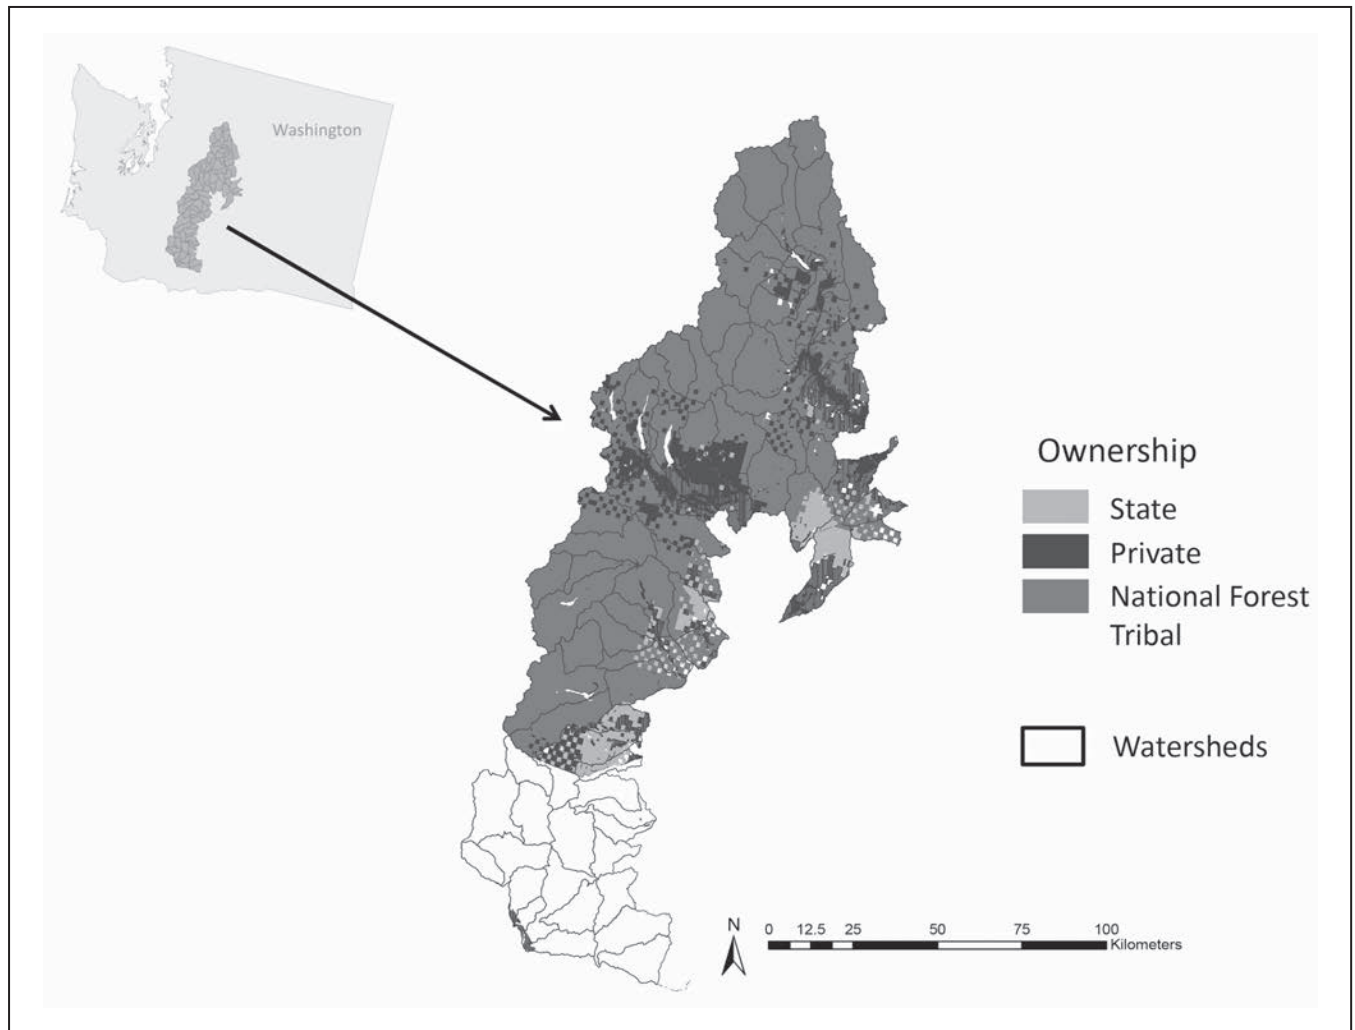 Washington
Ownership
State
Private
National Forest
Tribal
Watersheds
N
0 12.5 25 50 75 100
Kilometers